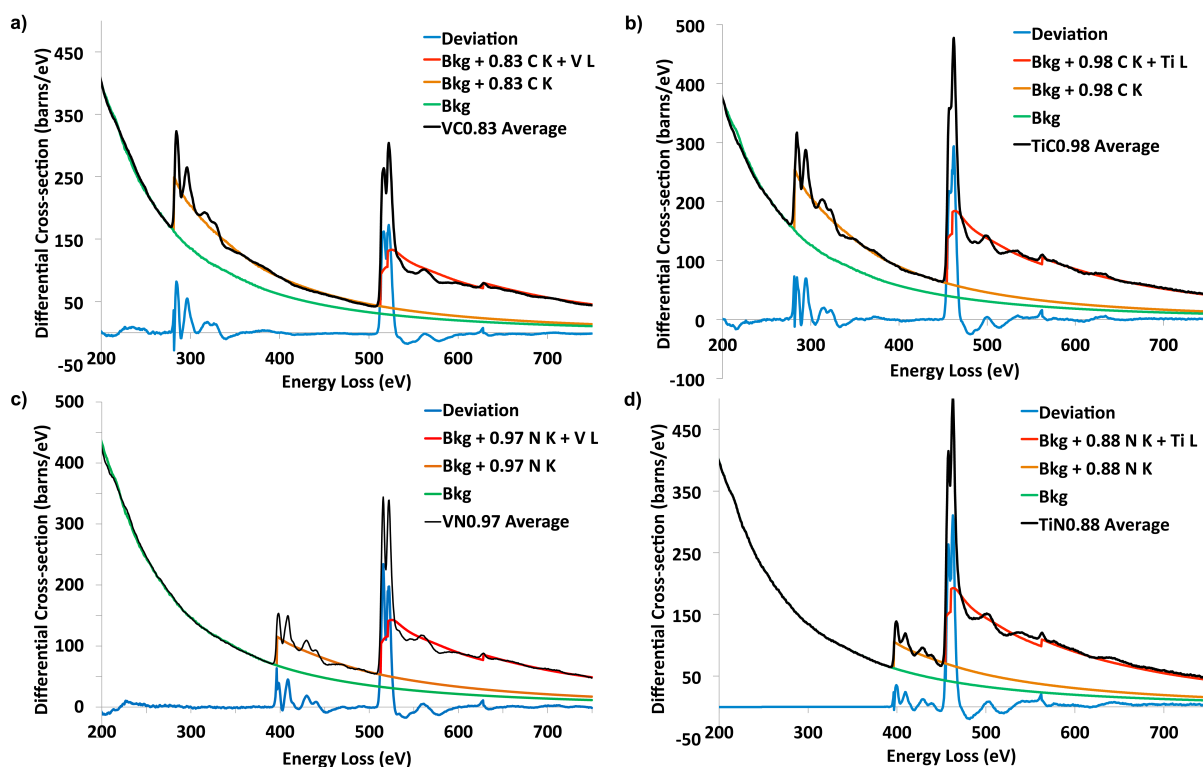 a)
Differential Cross-section (barns/eV)
450
350
250
150
50
-50
Deviation
Bkg + 0.83 C K + V L
Bkg + 0.83 C K
Bkg
VC0.83 Average
200 300 400 500 600 700
Energy Loss (eV)
b)
Differential Cross-section (barns/eV)
500
400
300
200
100
0
-100
Deviation
Bkg + 0.98 C K + Ti L
Bkg + 0.98 C K
Bkg
TiC0.98 Average
200 300 400 500 600 700
Energy Loss (eV)
c)
Differential Cross-section (barns/eV)
500
400
300
200
100
0
Deviation
Bkg + 0.97 N K + V L
Bkg + 0.97 N K
Bkg
VN0.97 Average
200 300 400 500 600 700
Energy Loss (eV)
d)
Differential Cross-section (barns/eV)
450
350
250
150
50
-50
Deviation
Bkg + 0.88 N K + Ti L
Bkg + 0.88 N K
Bkg
TiN0.88 Average
200 300 400 500 600 700
Energy Loss (eV)